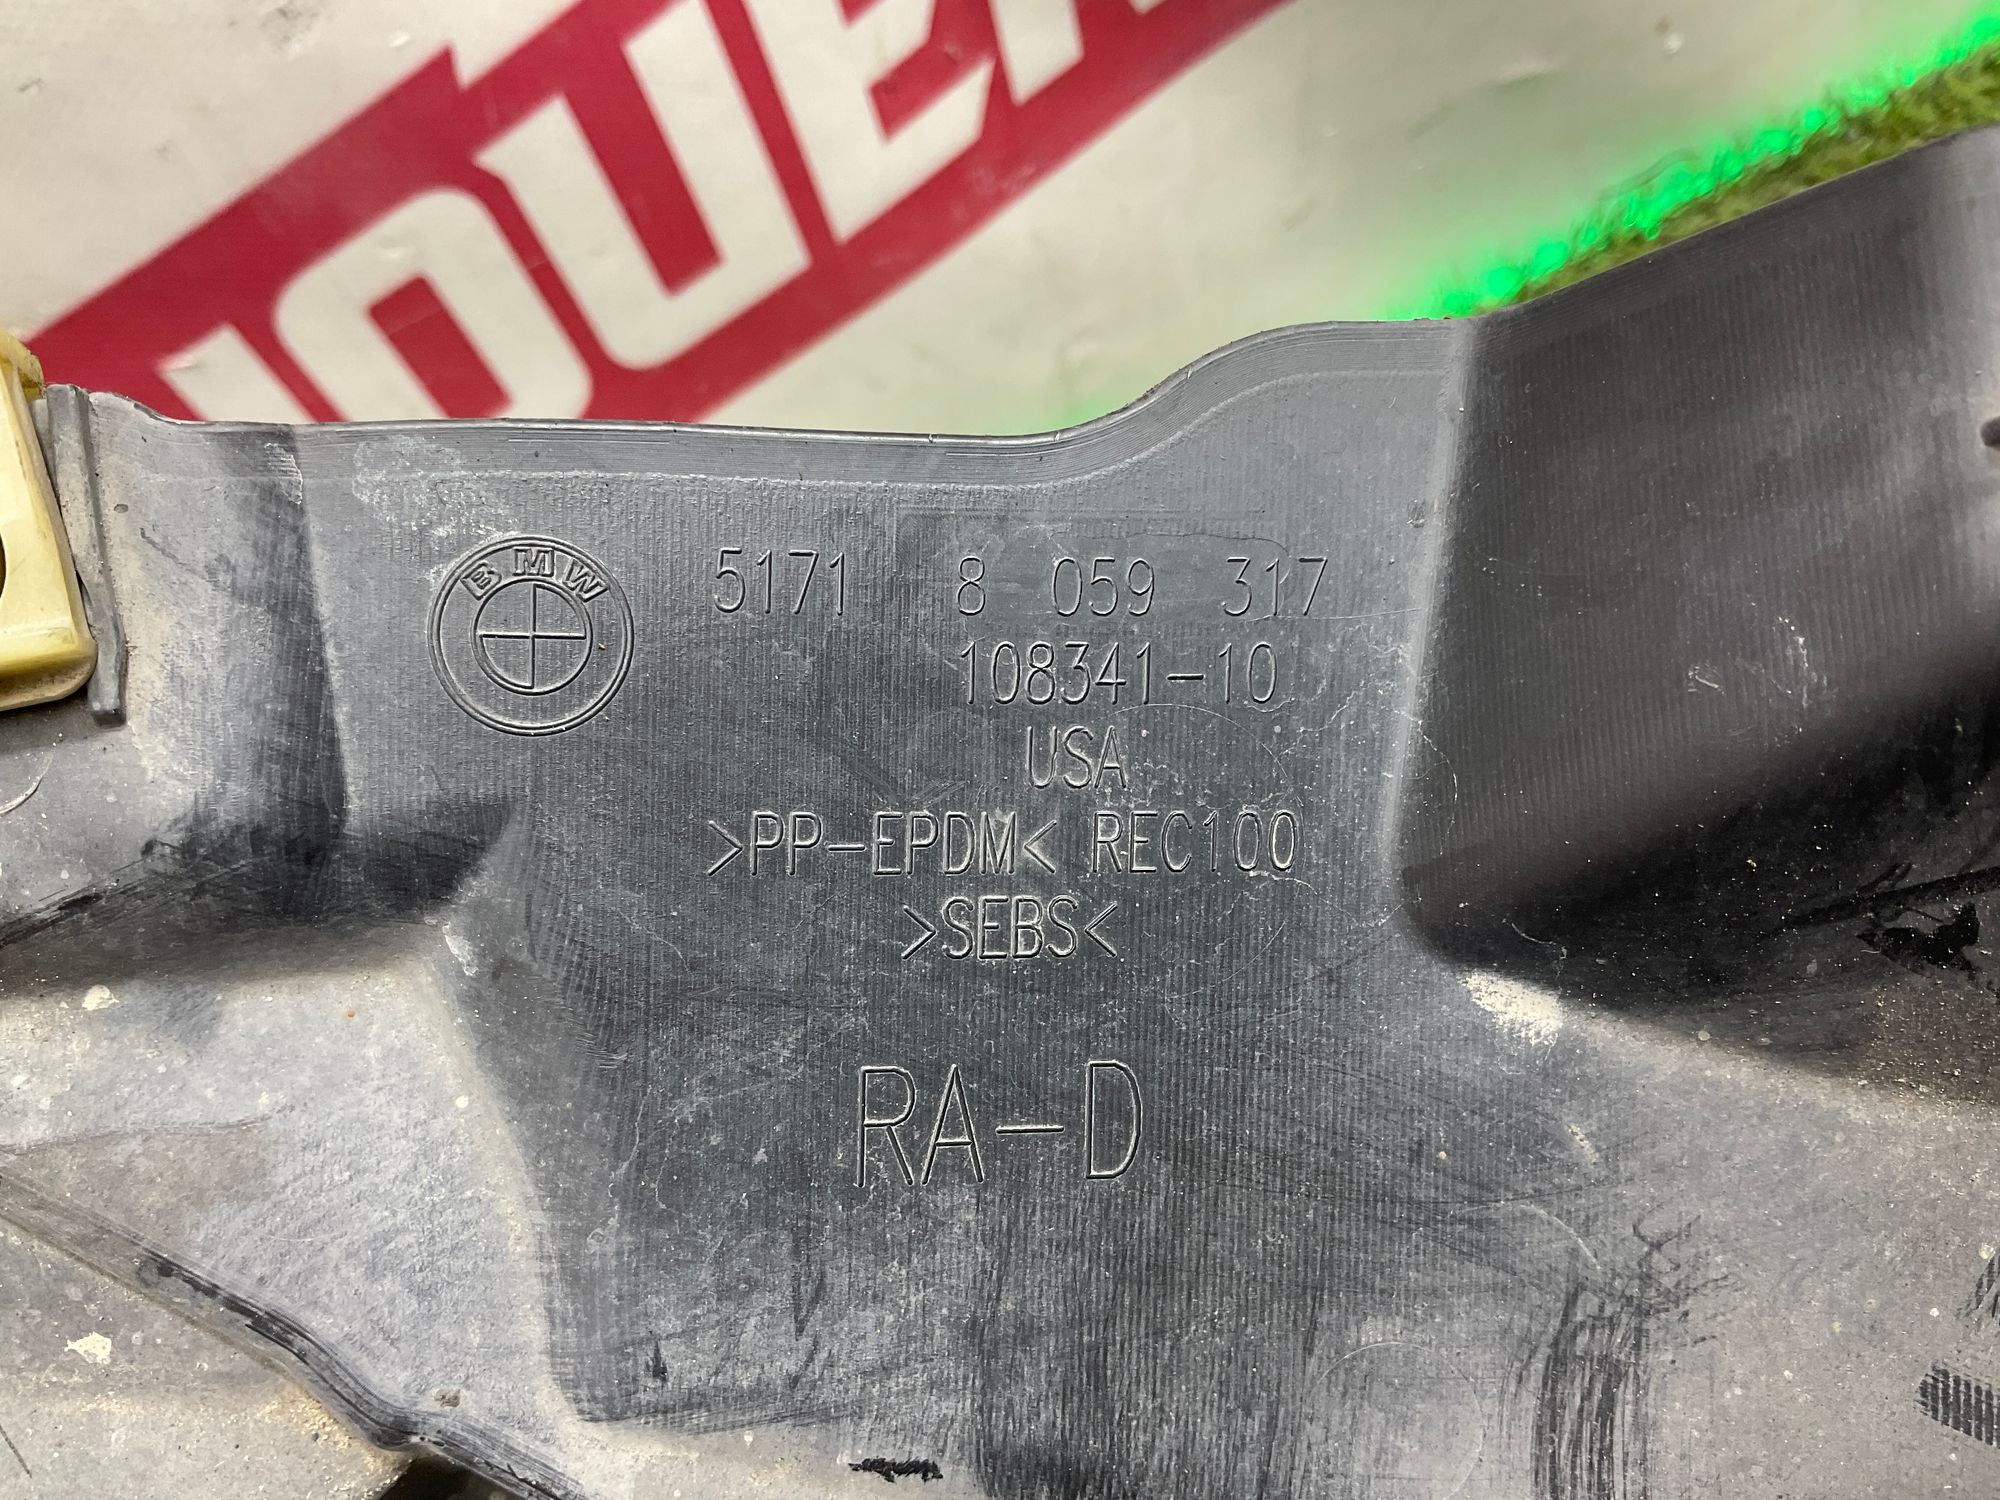 BMW
5171 8 059 317
108341-10
USA
>PP-EPDM< REC100
>SEBS<
RA-D